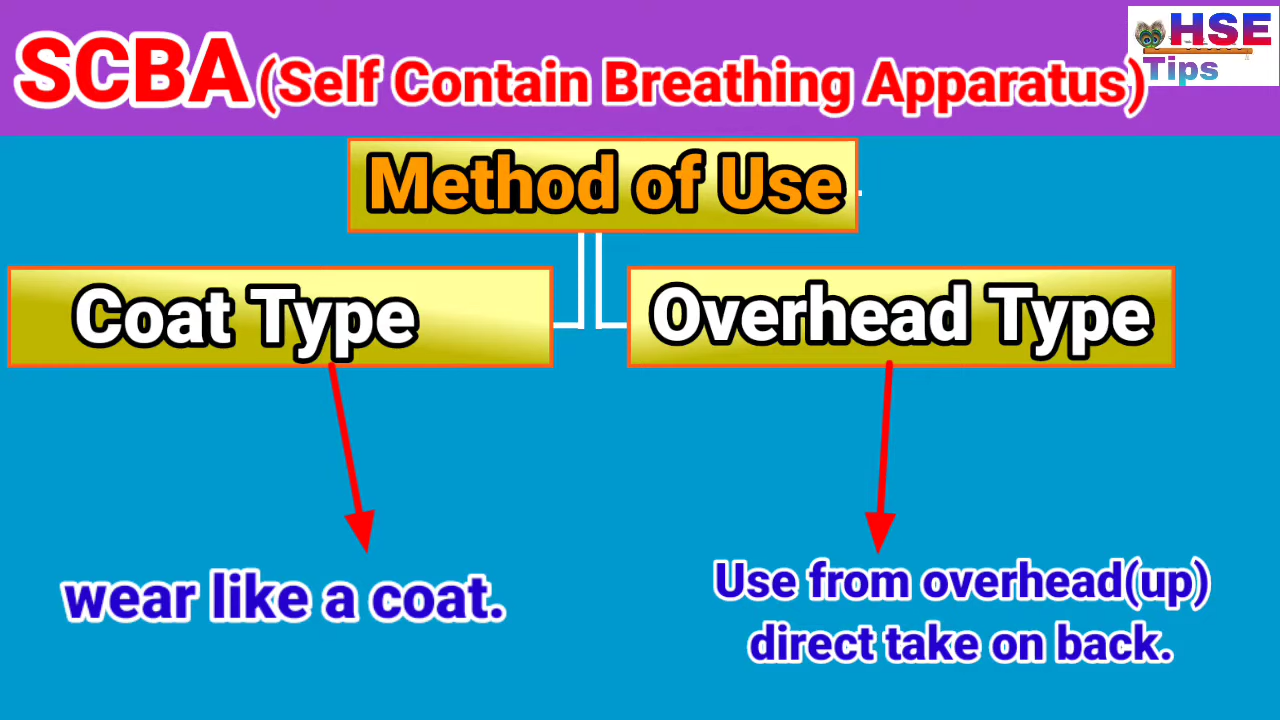 SCBA (Self Contain Breathing Apparatus)
HSE
Tips
Method of Use
Coat Type
Overhead Type
wear like a coat.
Use from overhead(up)
direct take on back.